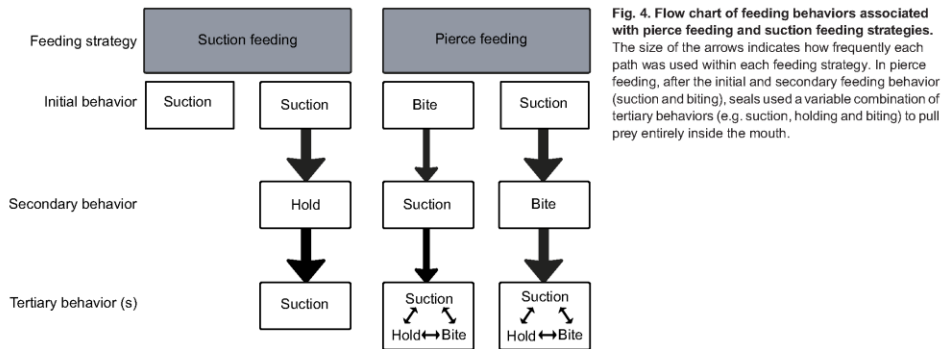 Feeding strategy
Suction feeding
Pierce feeding
Initial behavior
Suction
Suction
Bite
Suction
Secondary behavior
Hold
Suction
Bite
Tertiary behavior (s)
Suction
Suction
Hold Bite
Suction
Hold Bite
Fig. 4. Flow chart of feeding behaviors associated
with pierce feeding and suction feeding strategies.
The size of the arrows indicates how frequently each
path was used within each feeding strategy. In pierce
feeding, after the initial and secondary feeding behavior
(suction and biting), seals used a variable combination of
tertiary behaviors (e.g. suction, holding and biting) to pull
prey entirely inside the mouth.